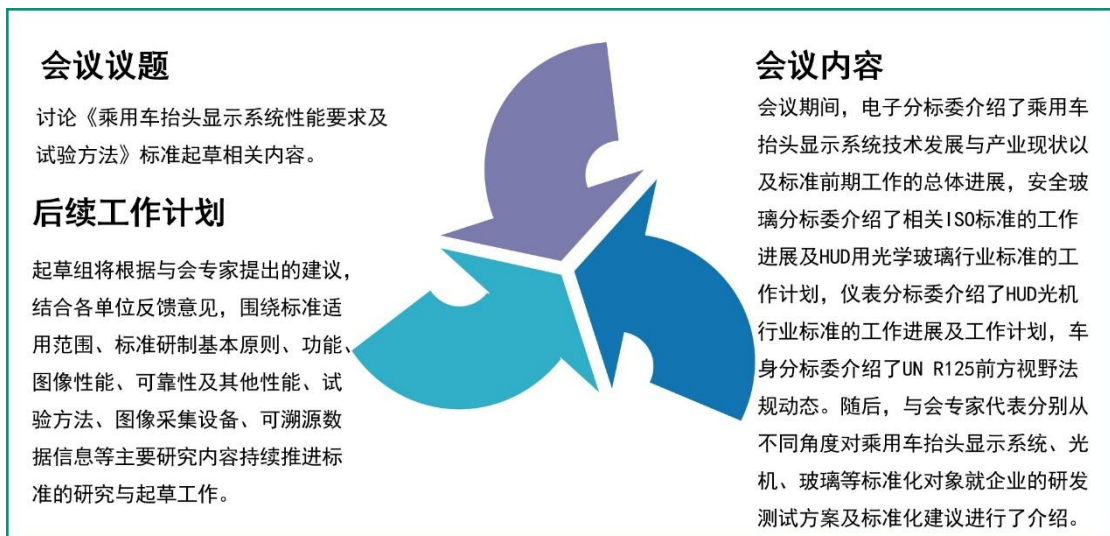 会议议题
讨论《乘用车抬头显示系统性能要求及
试验方法》标准起草相关内容。
后续工作计划
起草组将根据与会专家提出的建议，
结合各单位反馈意见，围绕标准适
用范围、标准研制基本原则、功能、
图像性能、可靠性及其他性能、试
验方法、图像采集设备、可溯源数
据信息等主要研究内容持续推进标
准的研究与起草工作。
会议内容
会议期间，电子分标委介绍了乘用车
抬头显示系统技术发展与产业现状以
及标准前期工作的总体进展，安全玻
璃分标委介绍了相关ISO标准的工作
进展及HUD用光学玻璃行业标准的工
作计划，仪表分标委介绍了HUD光机
行业标准的工作进展及工作计划，车
身分标委介绍了UN R125前方视野法
规动态。随后，与会专家代表分别从
不同角度对乘用车抬头显示系统、光
机、玻璃等标准化对象就企业的研发
测试方案及标准化建议进行了介绍。